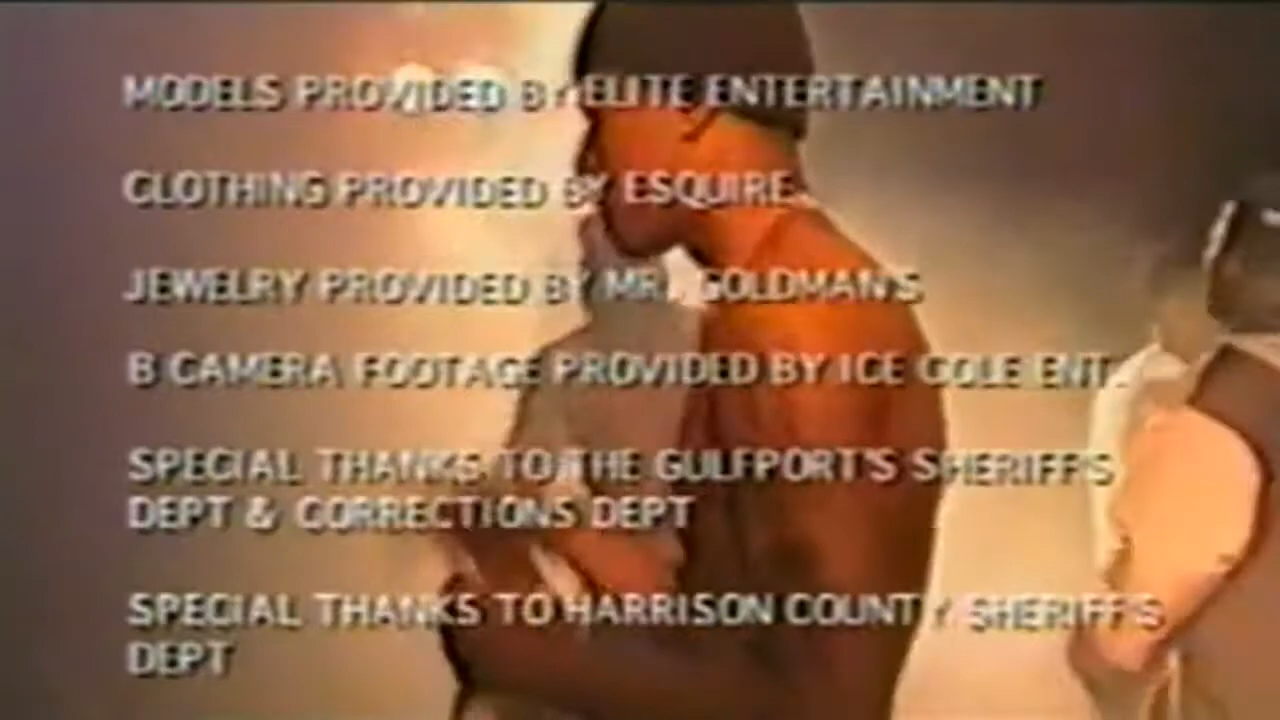 MODELS PROVIDED BY ELITE ENTERTAINMENT
CLOTHING PROVIDED BY ESQUIRE.
JEWELRY PROVIDED BY MR. GOLDMAN'S
B CAMERA FOOTAGE PROVIDED BY ICE COLE ENT.
SPECIAL THANKS TO THE GULFPORT'S SHERIFF'S
DEPT & CORRECTIONS DEPT
SPECIAL THANKS TO HARRISON COUNTY SHERIFF'S
DEPT